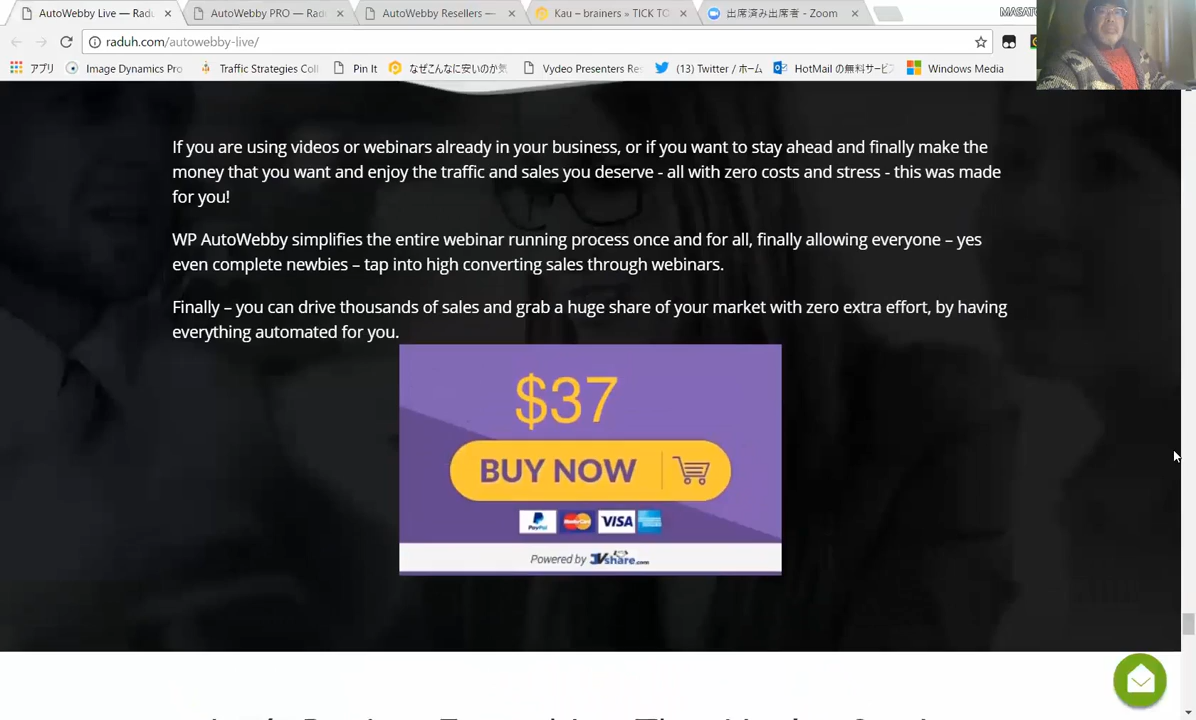 AutoWebby Live — Radu
AutoWebby PRO — Radu
AutoWebby Resellers —
Kau – brainers » TICK TO
出席済み出席者 - Zoom
raduh.com/autowebby-live/
アプリ
Image Dynamics Pro
Traffic Strategies Coll
Pin It
なぜこんなに安いのか気
Vydeo Presenters Re
(13) Twitter / ホーム
HotMail の無料サービ
Windows Media
If you are using videos or webinars already in your business, or if you want to stay ahead and finally make the
money that you want and enjoy the traffic and sales you deserve - all with zero costs and stress - this was made
for you!
WP AutoWebby simplifies the entire webinar running process once and for all, finally allowing everyone – yes
even complete newbies – tap into high converting sales through webinars.
Finally – you can drive thousands of sales and grab a huge share of your market with zero extra effort, by having
everything automated for you.
$37
BUY NOW
PayPal
MasterCard
VISA
Powered by JVshare.com